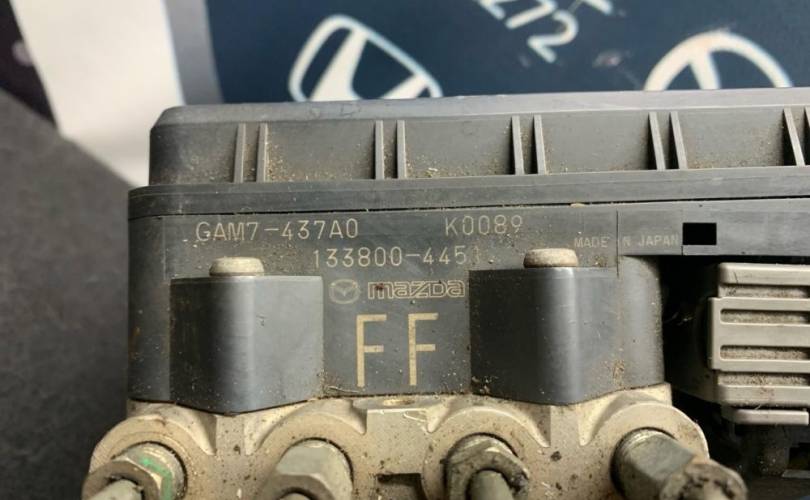 GAM7-437A0 K0089
133800-445
MADE IN JAPAN
mazda
FF